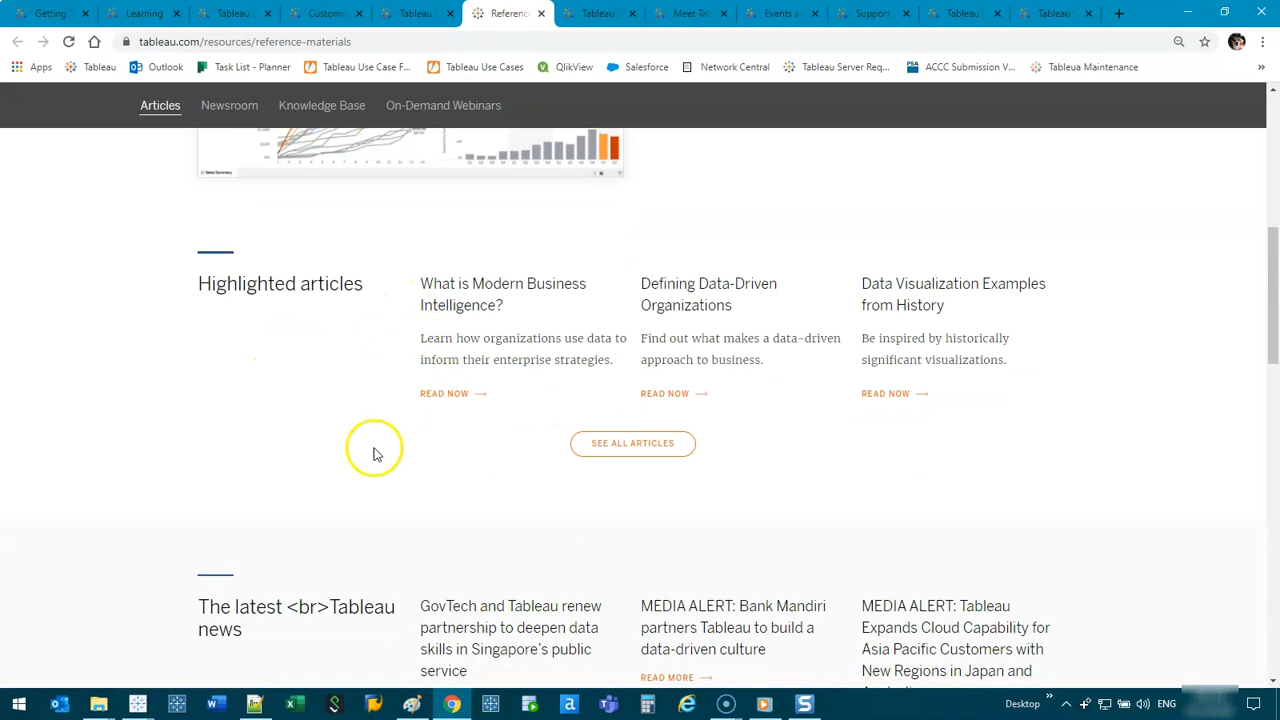 Getting
Learning
Tableau C
Custome
Tableau
Reference
Tableau
Meet Ta
Events a
Support
Tableau
Tableau
tableau.com/resources/reference-materials
Apps
Tableau
Outlook
Task List - Planner
Tableau Use Case F...
Tableau Use Cases
QlikView
Salesforce
Network Central
Tableau Server Req...
ACCC Submission V...
Tableua Maintenance
»
Articles
Newsroom
Knowledge Base
On-Demand Webinars
Sales Summary
Highlighted articles
What is Modern Business
Intelligence?
Learn how organizations use data to
inform their enterprise strategies.
READ NOW
Defining Data-Driven
Organizations
Find out what makes a data-driven
approach to business.
READ NOW
Data Visualization Examples
from History
Be inspired by historically
significant visualizations.
READ NOW
SEE ALL ARTICLES
The latest <br>Tableau
news
GovTech and Tableau renew
partnership to deepen data
skills in Singapore's public
service
MEDIA ALERT: Bank Mandiri
partners Tableau to build a
data-driven culture
READ MORE
MEDIA ALERT: Tableau
Expands Cloud Capability for
Asia Pacific Customers with
New Regions in Japan and
Desktop
»
ENG